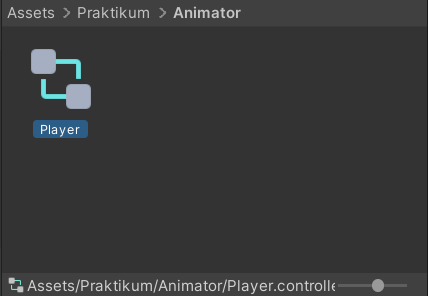 Assets > Praktikum > Animator
Player
Assets/Praktikum/Animator/Player.controlle